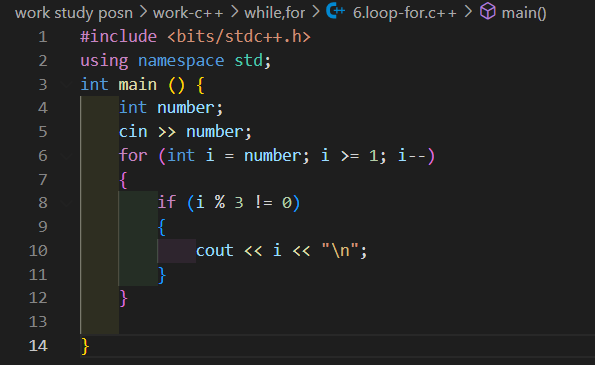 work study posn > work-c++ > while,for > 6.loop-for.c++ > main()
1 #include <bits/stdc++.h>
2 using namespace std;
3 int main () {
4     int number;
5     cin >> number;
6     for (int i = number; i >= 1; i--)
7     {
8         if (i % 3 != 0)
9         {
10             cout << i << "\n";
11         }
12     }
13
14 }